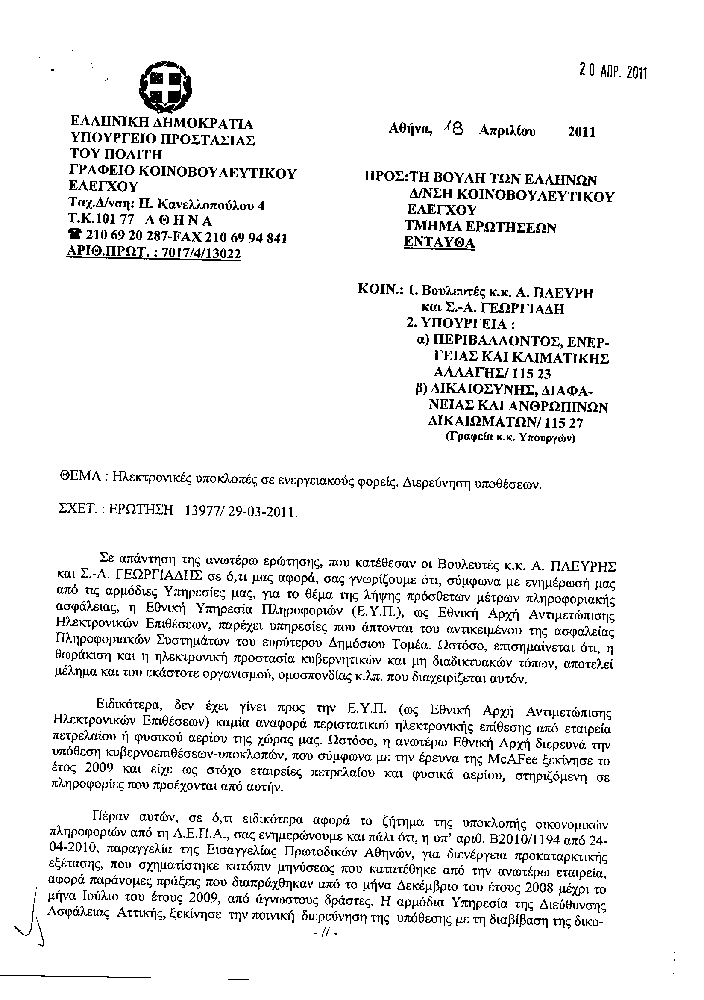 20 ΑΠΡ. 2011
ΕΛΛΗΝΙΚΗ ΔΗΜΟΚΡΑΤΙΑ
ΥΠΟΥΡΓΕΙΟ ΠΡΟΣΤΑΣΙΑΣ
ΤΟΥ ΠΟΛΙΤΗ
ΓΡΑΦΕΙΟ ΚΟΙΝΟΒΟΥΛΕΥΤΙΚΟΥ
ΕΛΕΓΧΟΥ
Ταχ.Δ/νση: Π. Κανελλοπούλου 4
Τ.Κ.101 77 Α Θ Η Ν Α
☎ 210 69 20 287-FAX 210 69 94 841
ΑΡΙΘ.ΠΡΩΤ. : 7017/4/13022
Αθήνα, 18 Απριλίου 2011
ΠΡΟΣ:ΤΗ ΒΟΥΛΗ ΤΩΝ ΕΛΛΗΝΩΝ
Δ/ΝΣΗ ΚΟΙΝΟΒΟΥΛΕΥΤΙΚΟΥ
ΕΛΕΓΧΟΥ
ΤΜΗΜΑ ΕΡΩΤΗΣΕΩΝ
ΕΝΤΑΥΘΑ
ΚΟΙΝ.: 1. Βουλευτές κ.κ. Α. ΠΛΕΥΡΗ
και Σ.-Α. ΓΕΩΡΓΙΑΔΗ
2. ΥΠΟΥΡΓΕΙΑ :
α) ΠΕΡΙΒΑΛΛΟΝΤΟΣ, ΕΝΕΡ-
ΓΕΙΑΣ ΚΑΙ ΚΛΙΜΑΤΙΚΗΣ
ΑΛΛΑΓΗΣ/ 115 23
β) ΔΙΚΑΙΟΣΥΝΗΣ, ΔΙΑΦΑ-
ΝΕΙΑΣ ΚΑΙ ΑΝΘΡΩΠΙΝΩΝ
ΔΙΚΑΙΩΜΑΤΩΝ/ 115 27
(Γραφεία κ.κ. Υπουργών)
ΘΕΜΑ : Ηλεκτρονικές υποκλοπές σε ενεργειακούς φορείς. Διερεύνηση υποθέσεων.
ΣΧΕΤ. : ΕΡΩΤΗΣΗ 13977/ 29-03-2011.
Σε απάντηση της ανωτέρω ερώτησης, που κατέθεσαν οι Βουλευτές κ.κ. Α. ΠΛΕΥΡΗΣ
και Σ.-Α. ΓΕΩΡΓΙΑΔΗΣ σε ό,τι μας αφορά, σας γνωρίζουμε ότι, σύμφωνα με ενημέρωσή μας
από τις αρμόδιες Υπηρεσίες μας, για το θέμα της λήψης πρόσθετων μέτρων πληροφοριακής
ασφάλειας, η Εθνική Υπηρεσία Πληροφοριών (Ε.Υ.Π.), ως Εθνική Αρχή Αντιμετώπισης
Ηλεκτρονικών Επιθέσεων, παρέχει υπηρεσίες που άπτονται του αντικειμένου της ασφαλείας
Πληροφοριακών Συστημάτων του ευρύτερου Δημόσιου Τομέα. Ωστόσο, επισημαίνεται ότι, η
θωράκιση και η ηλεκτρονική προστασία κυβερνητικών και μη διαδικτυακών τόπων, αποτελεί
μέλημα και του εκάστοτε οργανισμού, ομοσπονδίας κ.λπ. που διαχειρίζεται αυτόν.
Ειδικότερα, δεν έχει γίνει προς την Ε.Υ.Π. (ως Εθνική Αρχή Αντιμετώπισης
Ηλεκτρονικών Επιθέσεων) καμία αναφορά περιστατικού ηλεκτρονικής επίθεσης από εταιρεία
πετρελαίου ή φυσικού αερίου της χώρας μας. Ωστόσο, η ανωτέρω Εθνική Αρχή διερευνά την
υπόθεση κυβερνοεπιθέσεων-υποκλοπών, που σύμφωνα με την έρευνα της McAFee ξεκίνησε το
έτος 2009 και είχε ως στόχο εταιρείες πετρελαίου και φυσικά αερίου, στηριζόμενη σε
πληροφορίες που προέχονται από αυτήν.
Πέραν αυτών, σε ό,τι ειδικότερα αφορά το ζήτημα της υποκλοπής οικονομικών
πληροφοριών από τη Δ.Ε.Π.Α., σας ενημερώνουμε και πάλι ότι, η υπ’ αριθ. Β2010/1194 από 24-
04-2010, παραγγελία της Εισαγγελίας Πρωτοδικών Αθηνών, για διενέργεια προκαταρκτικής
εξέτασης, που σχηματίστηκε κατόπιν μηνύσεως που κατατέθηκε από την ανωτέρω εταιρεία,
αφορά παράνομες πράξεις που διαπράχθηκαν από το μήνα Δεκέμβριο του έτους 2008 μέχρι το
μήνα Ιούλιο του έτους 2009, από άγνωστους δράστες. Η αρμόδια Υπηρεσία της Διεύθυνσης
Ασφάλειας Αττικής, ξεκίνησε την ποινική διερεύνηση της υπόθεσης με τη διαβίβαση της δικο-
- // -